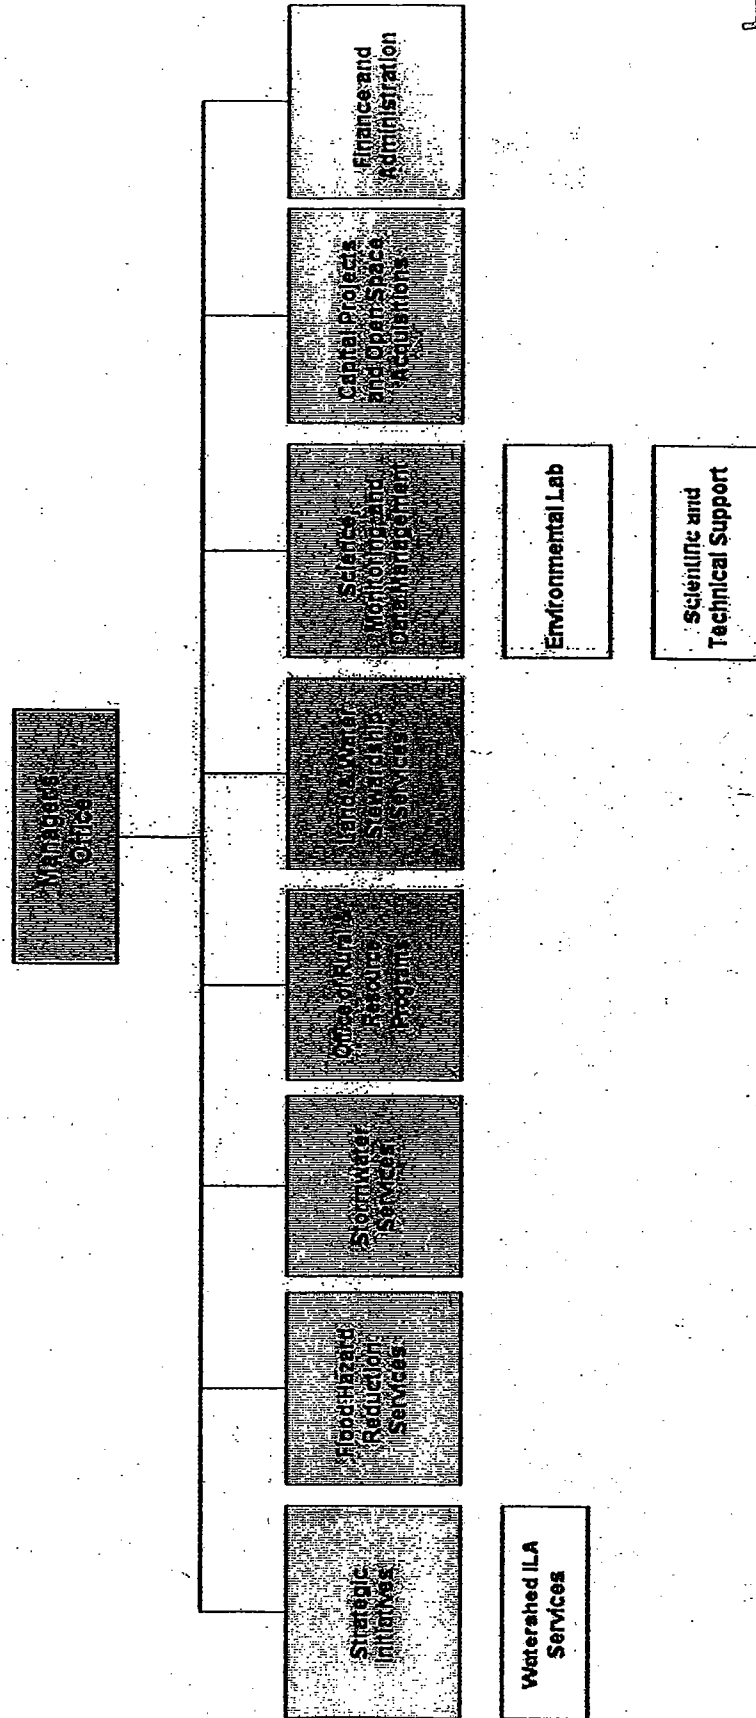 Manager's
Office
Strategic
Initiatives
Flood Hazard
Reduction
Services
Stormwater
Services
Office of Rural &
Resource
Programs
Land & Water
Stewardship
Services
Science
Monitoring and
Data Management
Capital Projects
and Open Space
Acquisitions
Finance and
Administration
Watershed ILA
Services
Environmental Lab
Scientific and
Technical Support